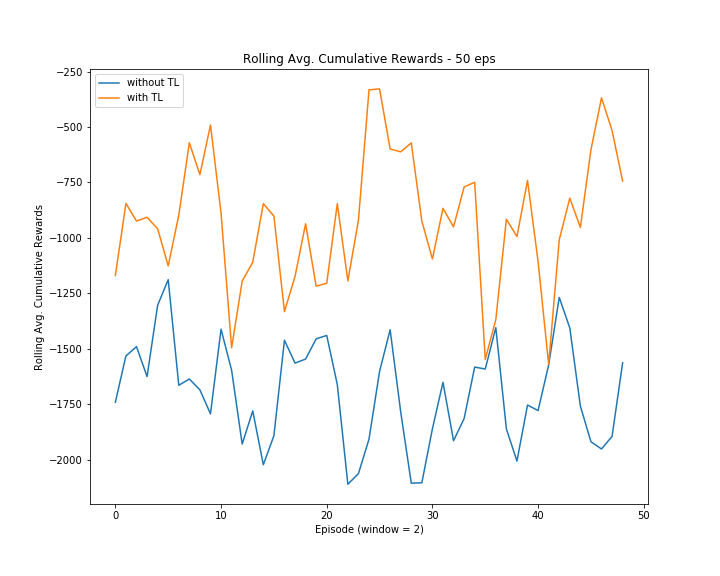 Rolling Avg. Cumulative Rewards - 50 eps
without TL
with TL
−250
−500
−750
−1000
−1250
−1500
−1750
−2000
Rolling Avg. Cumulative Rewards
0 10 20 30 40 50
Episode (window = 2)